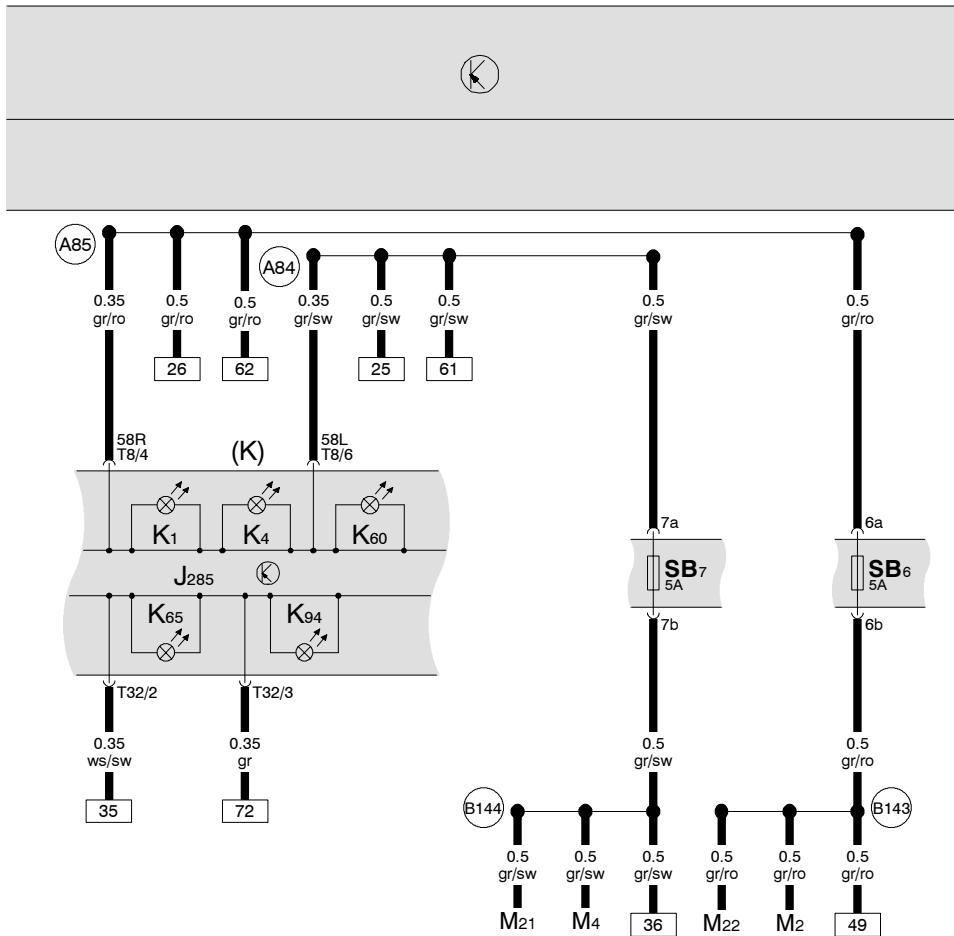 A85
A84
0.35
gr/ro
0.5
gr/ro
0.5
gr/ro
0.35
gr/sw
0.5
gr/sw
0.5
gr/sw
0.5
gr/sw
0.5
gr/ro
26
62
25
61
58R
T8/4
(K)
58L
T8/6
K1
K4
K60
J285
K65
K94
7a
SB7
5A
7b
6a
SB6
5A
6b
T32/2
T32/3
0.35
ws/sw
0.35
gr
0.5
gr/sw
0.5
gr/ro
35
72
B144
B143
0.5
gr/sw
0.5
gr/sw
0.5
gr/sw
0.5
gr/ro
0.5
gr/ro
0.5
gr/ro
M21
M4
36
M22
M2
49